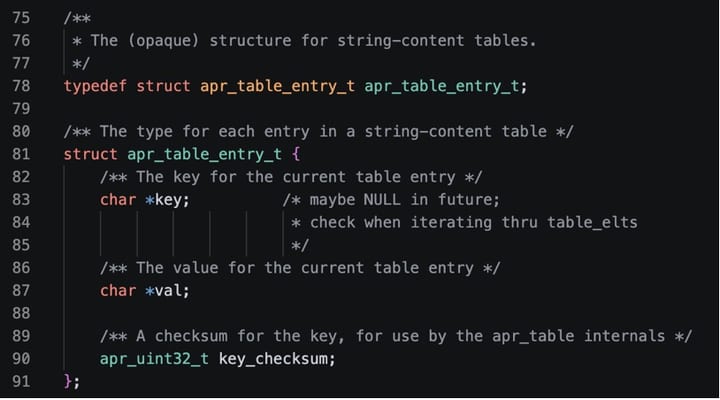 75 /**
76 * The (opaque) structure for string-content tables.
77 */
78 typedef struct apr_table_entry_t apr_table_entry_t;
79
80 /** The type for each entry in a string-content table */
81 struct apr_table_entry_t {
82 /** The key for the current table entry */
83 char *key; /* maybe NULL in future;
84 * check when iterating thru table_elts
85 */
86 /** The value for the current table entry */
87 char *val;
88
89 /** A checksum for the key, for use by the apr_table internals */
90 apr_uint32_t key_checksum;
91 };